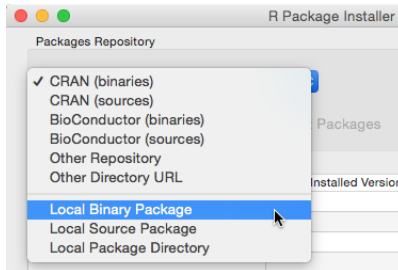 R Package Installer
Packages Repository
✓ CRAN (binaries)
CRAN (sources)
BioConductor (binaries)
BioConductor (sources)
Other Repository
Other Directory URL
Packages
Installed Version
Local Binary Package
Local Source Package
Local Package Directory